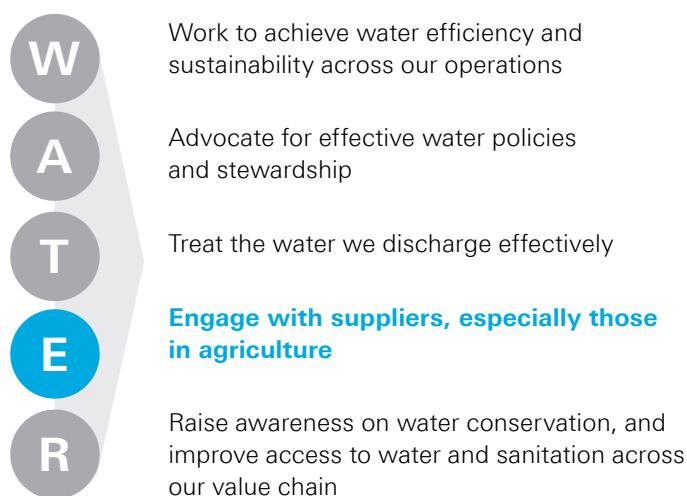 W
Work to achieve water efficiency and
sustainability across our operations
A
Advocate for effective water policies
and stewardship
T
Treat the water we discharge effectively
E
Engage with suppliers, especially those
in agriculture
R
Raise awareness on water conservation, and
improve access to water and sanitation across
our value chain